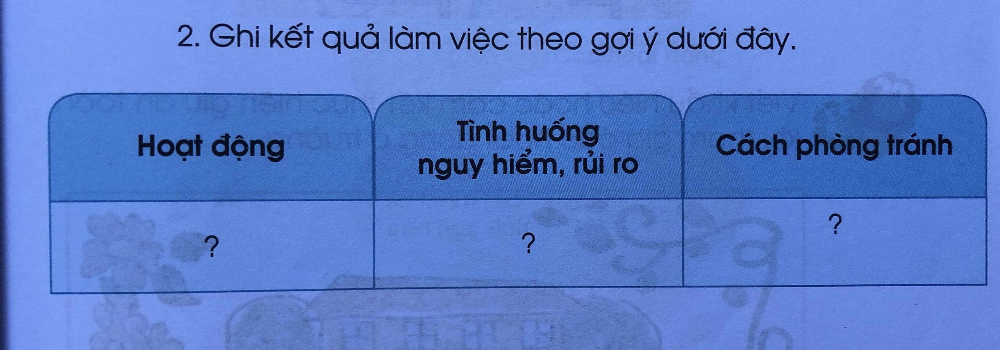 2. Ghi kết quả làm việc theo gợi ý dưới đây.
Hoạt động
Tình huống
nguy hiểm, rủi ro
Cách phòng tránh
?
?
?